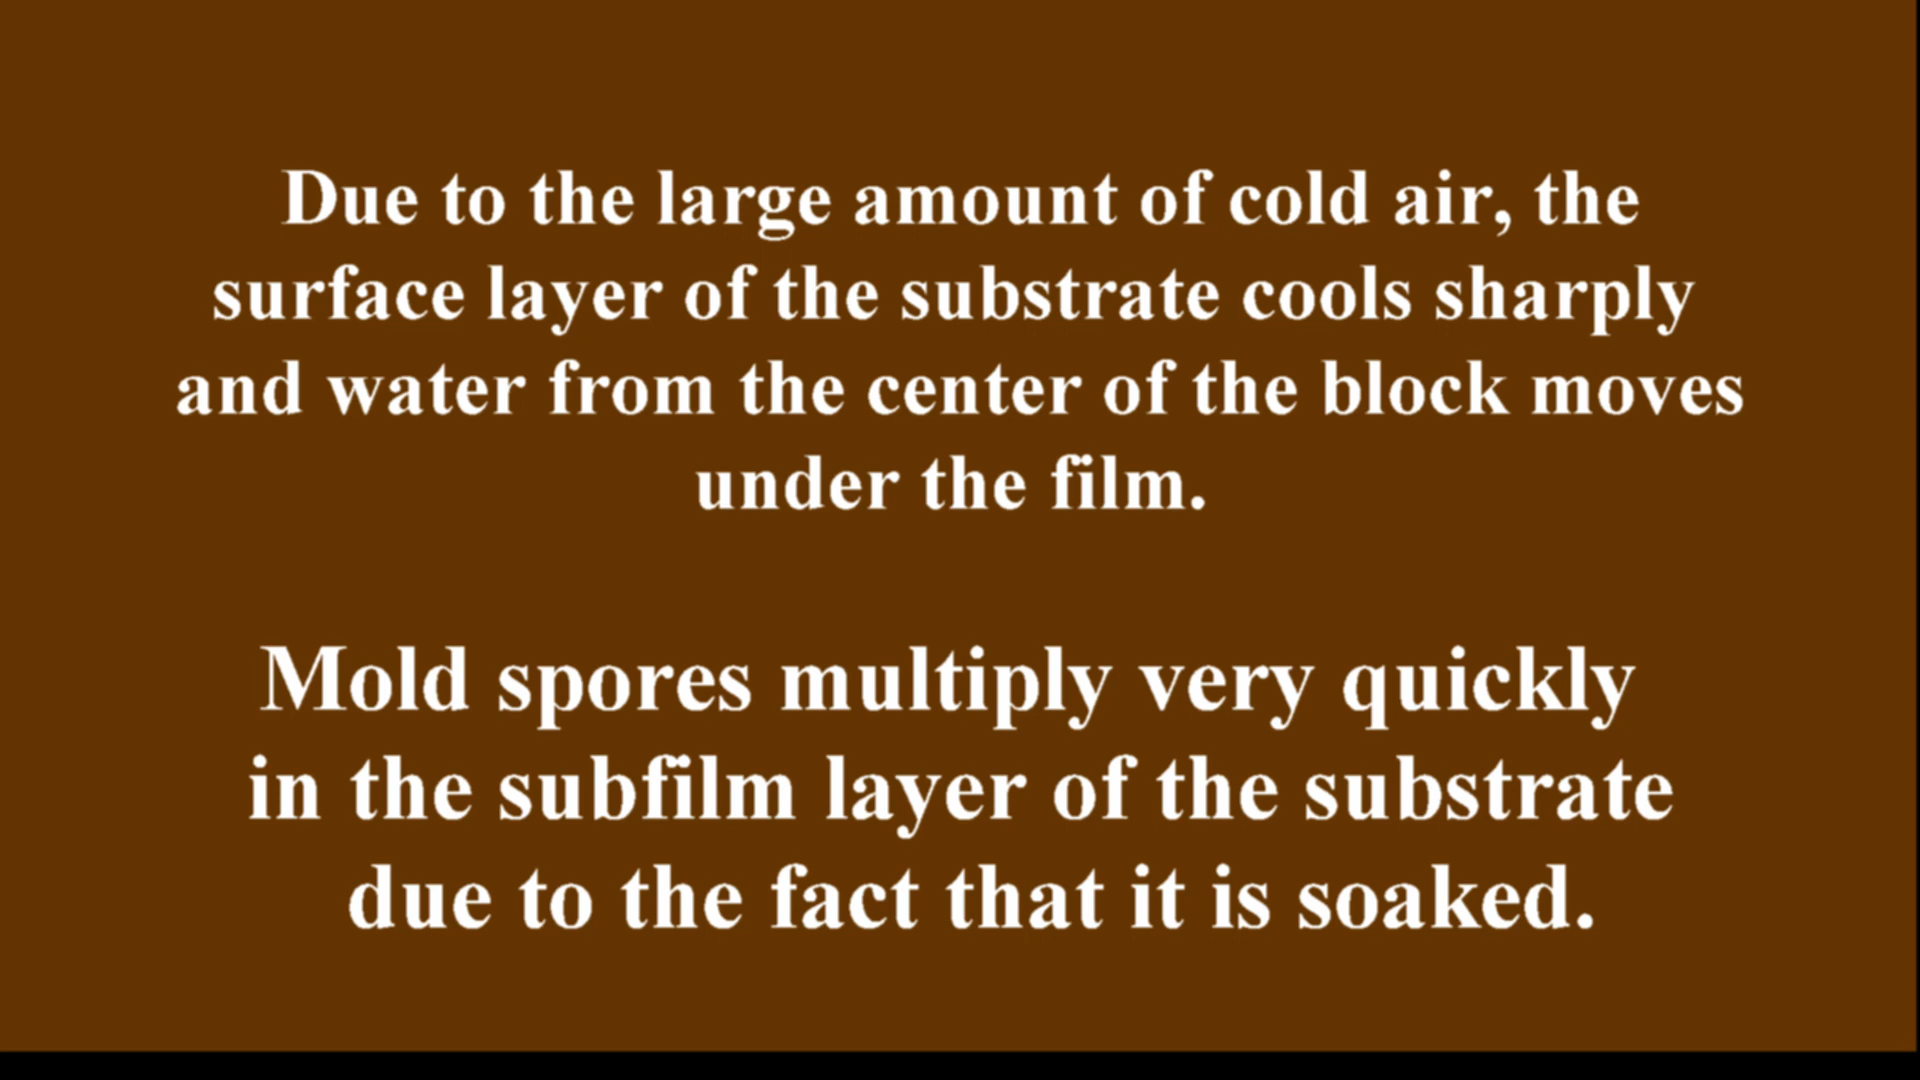 Due to the large amount of cold air, the
surface layer of the substrate cools sharply
and water from the center of the block moves
under the film.
Mold spores multiply very quickly
in the subfilm layer of the substrate
due to the fact that it is soaked.